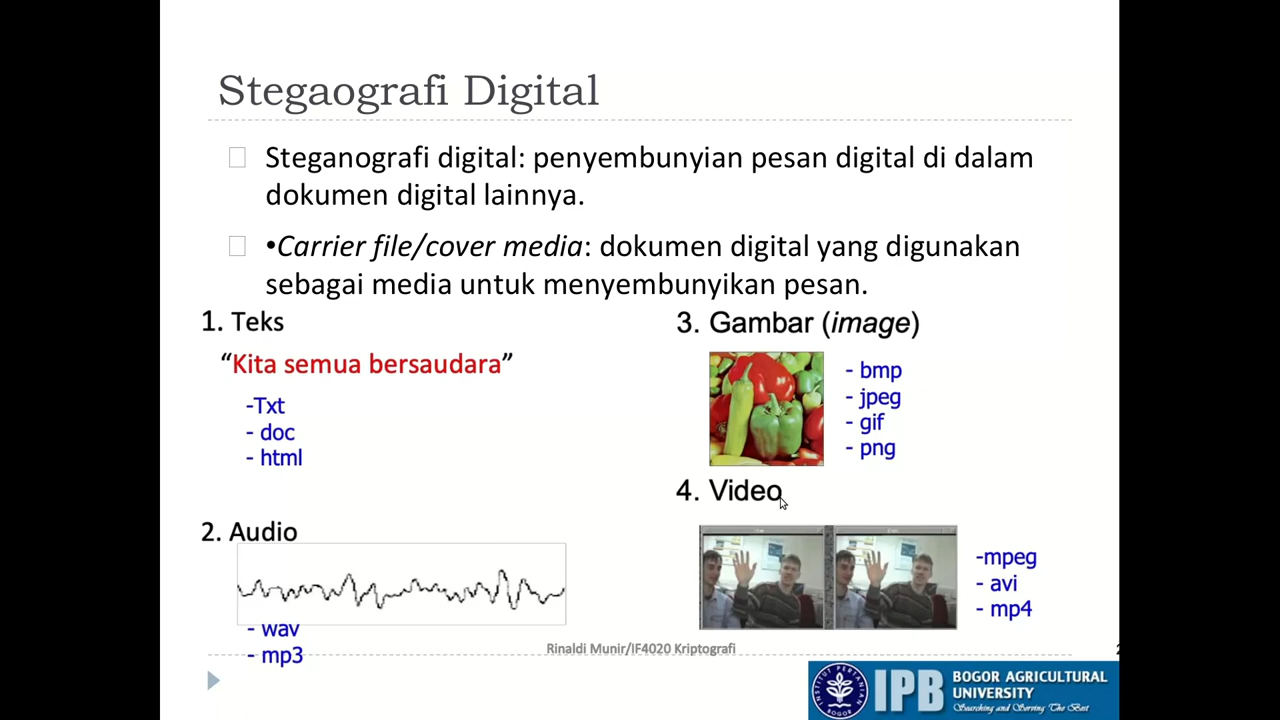 Stegaografi Digital
Steganografi digital: penyembunyian pesan digital di dalam
dokumen digital lainnya.
•Carrier file/cover media: dokumen digital yang digunakan
sebagai media untuk menyembunyikan pesan.
1. Teks
“Kita semua bersaudara”
-Txt
- doc
- html
2. Audio
- wav
- mp3
3. Gambar (image)
- bmp
- jpeg
- gif
- png
4. Video
-mpeg
- avi
- mp4
Rinaldi Munir/IF4020 Kriptografi
INSTITUT PERTANIAN
BOGOR
IPB
BOGOR AGRICULTURAL
UNIVERSITY
Searching and Serving The Best